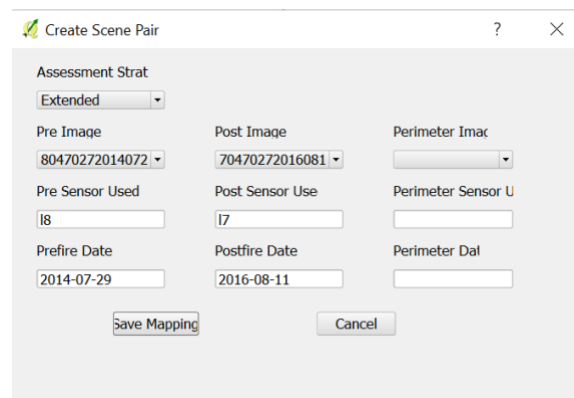 Create Scene Pair ?
Assessment Strat
Extended
Pre Image Post Image Perimeter Imag
80470272014072 70470272016081
Pre Sensor Used Post Sensor Use Perimeter Sensor U
l8 l7
Prefire Date Postfire Date Perimeter Dat
2014-07-29 2016-08-11
Save Mapping Cancel